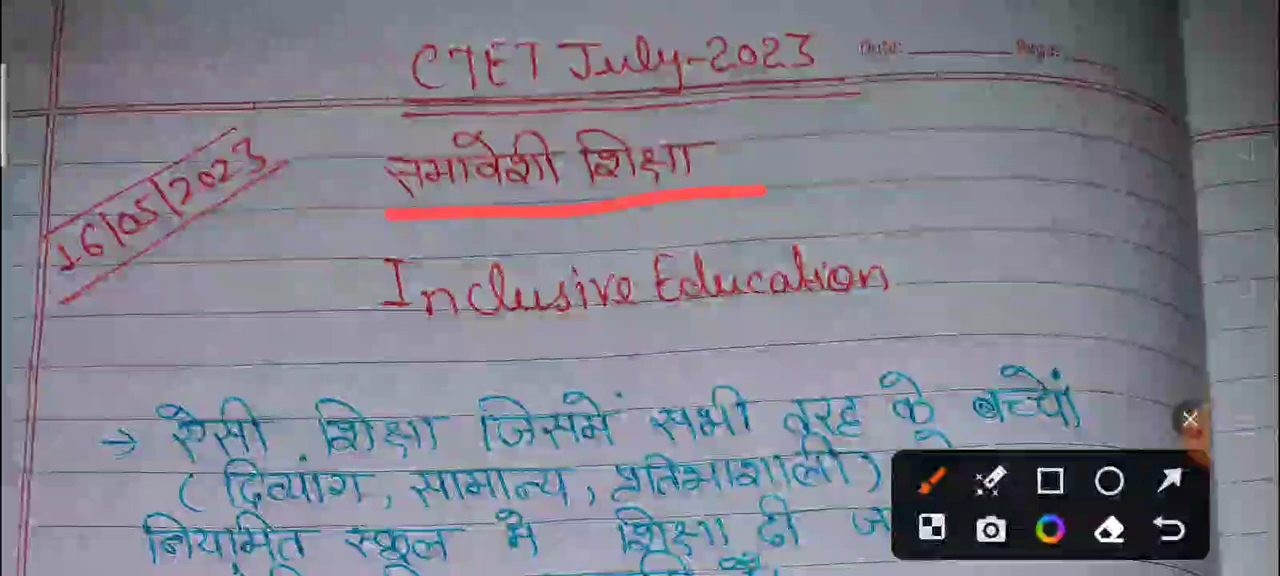 CTET July-2023
Date: Page:
16/05/2023
समावेशी शिक्षा
Inclusive Education
→ ऐसी शिक्षा जिसमें सभी तरह के बच्चों
( दिव्यांग, सामान्य, प्रतिभाशाली)
नियमित स्कूल मे शिक्षा दी